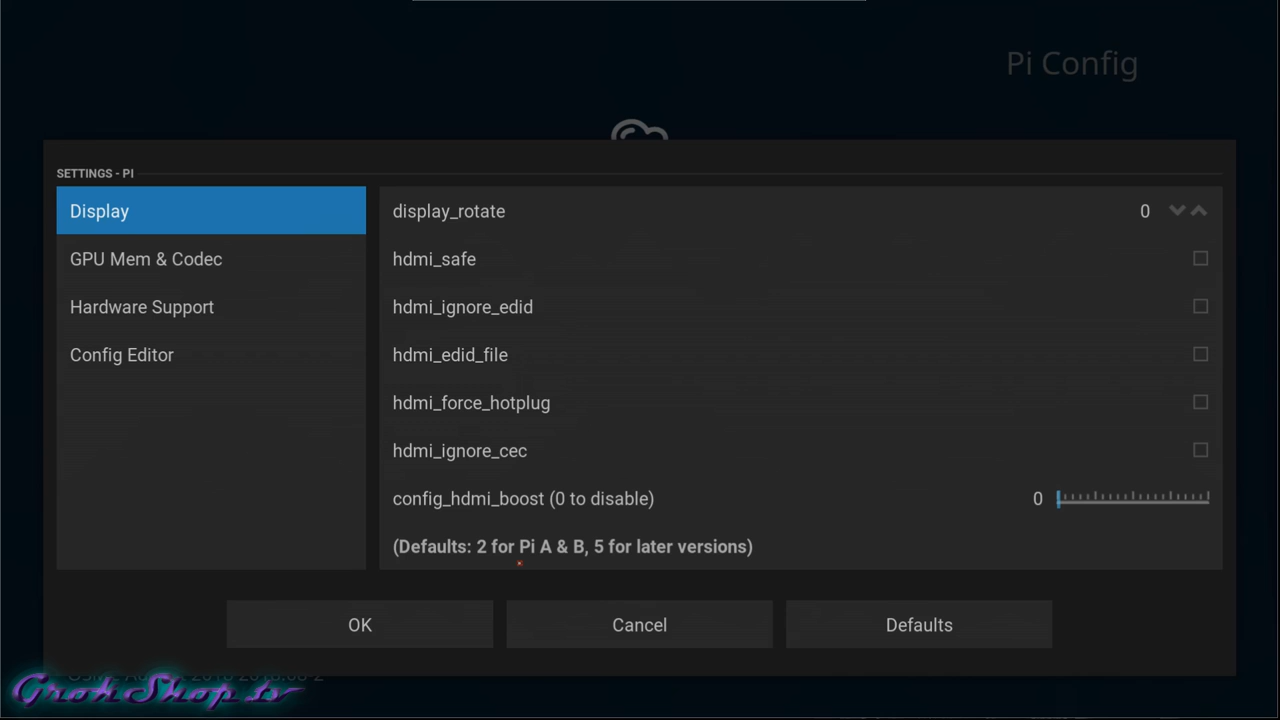 Pi Config
SETTINGS - PI
Display
GPU Mem & Codec
Hardware Support
Config Editor
display_rotate 0
hdmi_safe
hdmi_ignore_edid
hdmi_edid_file
hdmi_force_hotplug
hdmi_ignore_cec
config_hdmi_boost (0 to disable) 0
(Defaults: 2 for Pi A & B, 5 for later versions)
OK Cancel Defaults
GrokShop.tv